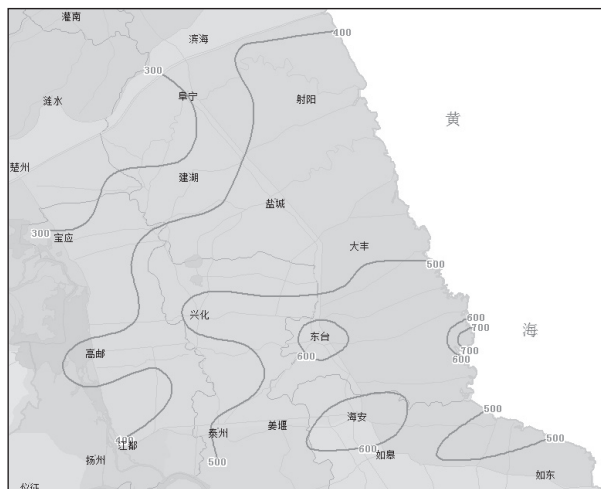 灌南
滨海
400
300
涟水
阜宁
射阳
黄
楚州
建湖
盐城
300
宝应
大丰
500
兴化
600
700
海
东台
高邮
600
700
600
海安
500
400
江都
泰州
姜堰
600
如皋
500
扬州
500
如东
仪征